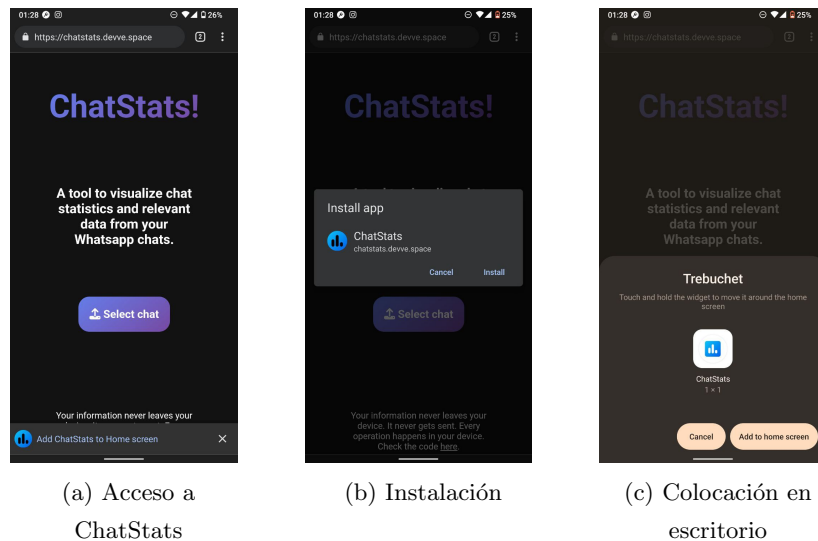 01:28
26%
https://chatstats.devve.space
2
ChatStats!
A tool to visualize chat
statistics and relevant
data from your
Whatsapp chats.
Select chat
Your information never leaves your
Add ChatStats to Home screen
(a) Acceso a
ChatStats
01:28
25%
https://chatstats.devve.space
2
ChatStats!
Install app
ChatStats
chatstats.devve.space
Cancel
Install
Select chat
Your information never leaves your
device. It never gets sent. Every
operation happens in your device.
Check the code here.
(b) Instalación
01:28
25%
https://chatstats.devve.space
2
ChatStats!
A tool to visualize chat
statistics and relevant
data from your
Whatsapp chats.
Trebuchet
Touch and hold the widget to move it around the home
screen
ChatStats
1 × 1
Cancel
Add to home screen
(c) Colocación en
escritorio